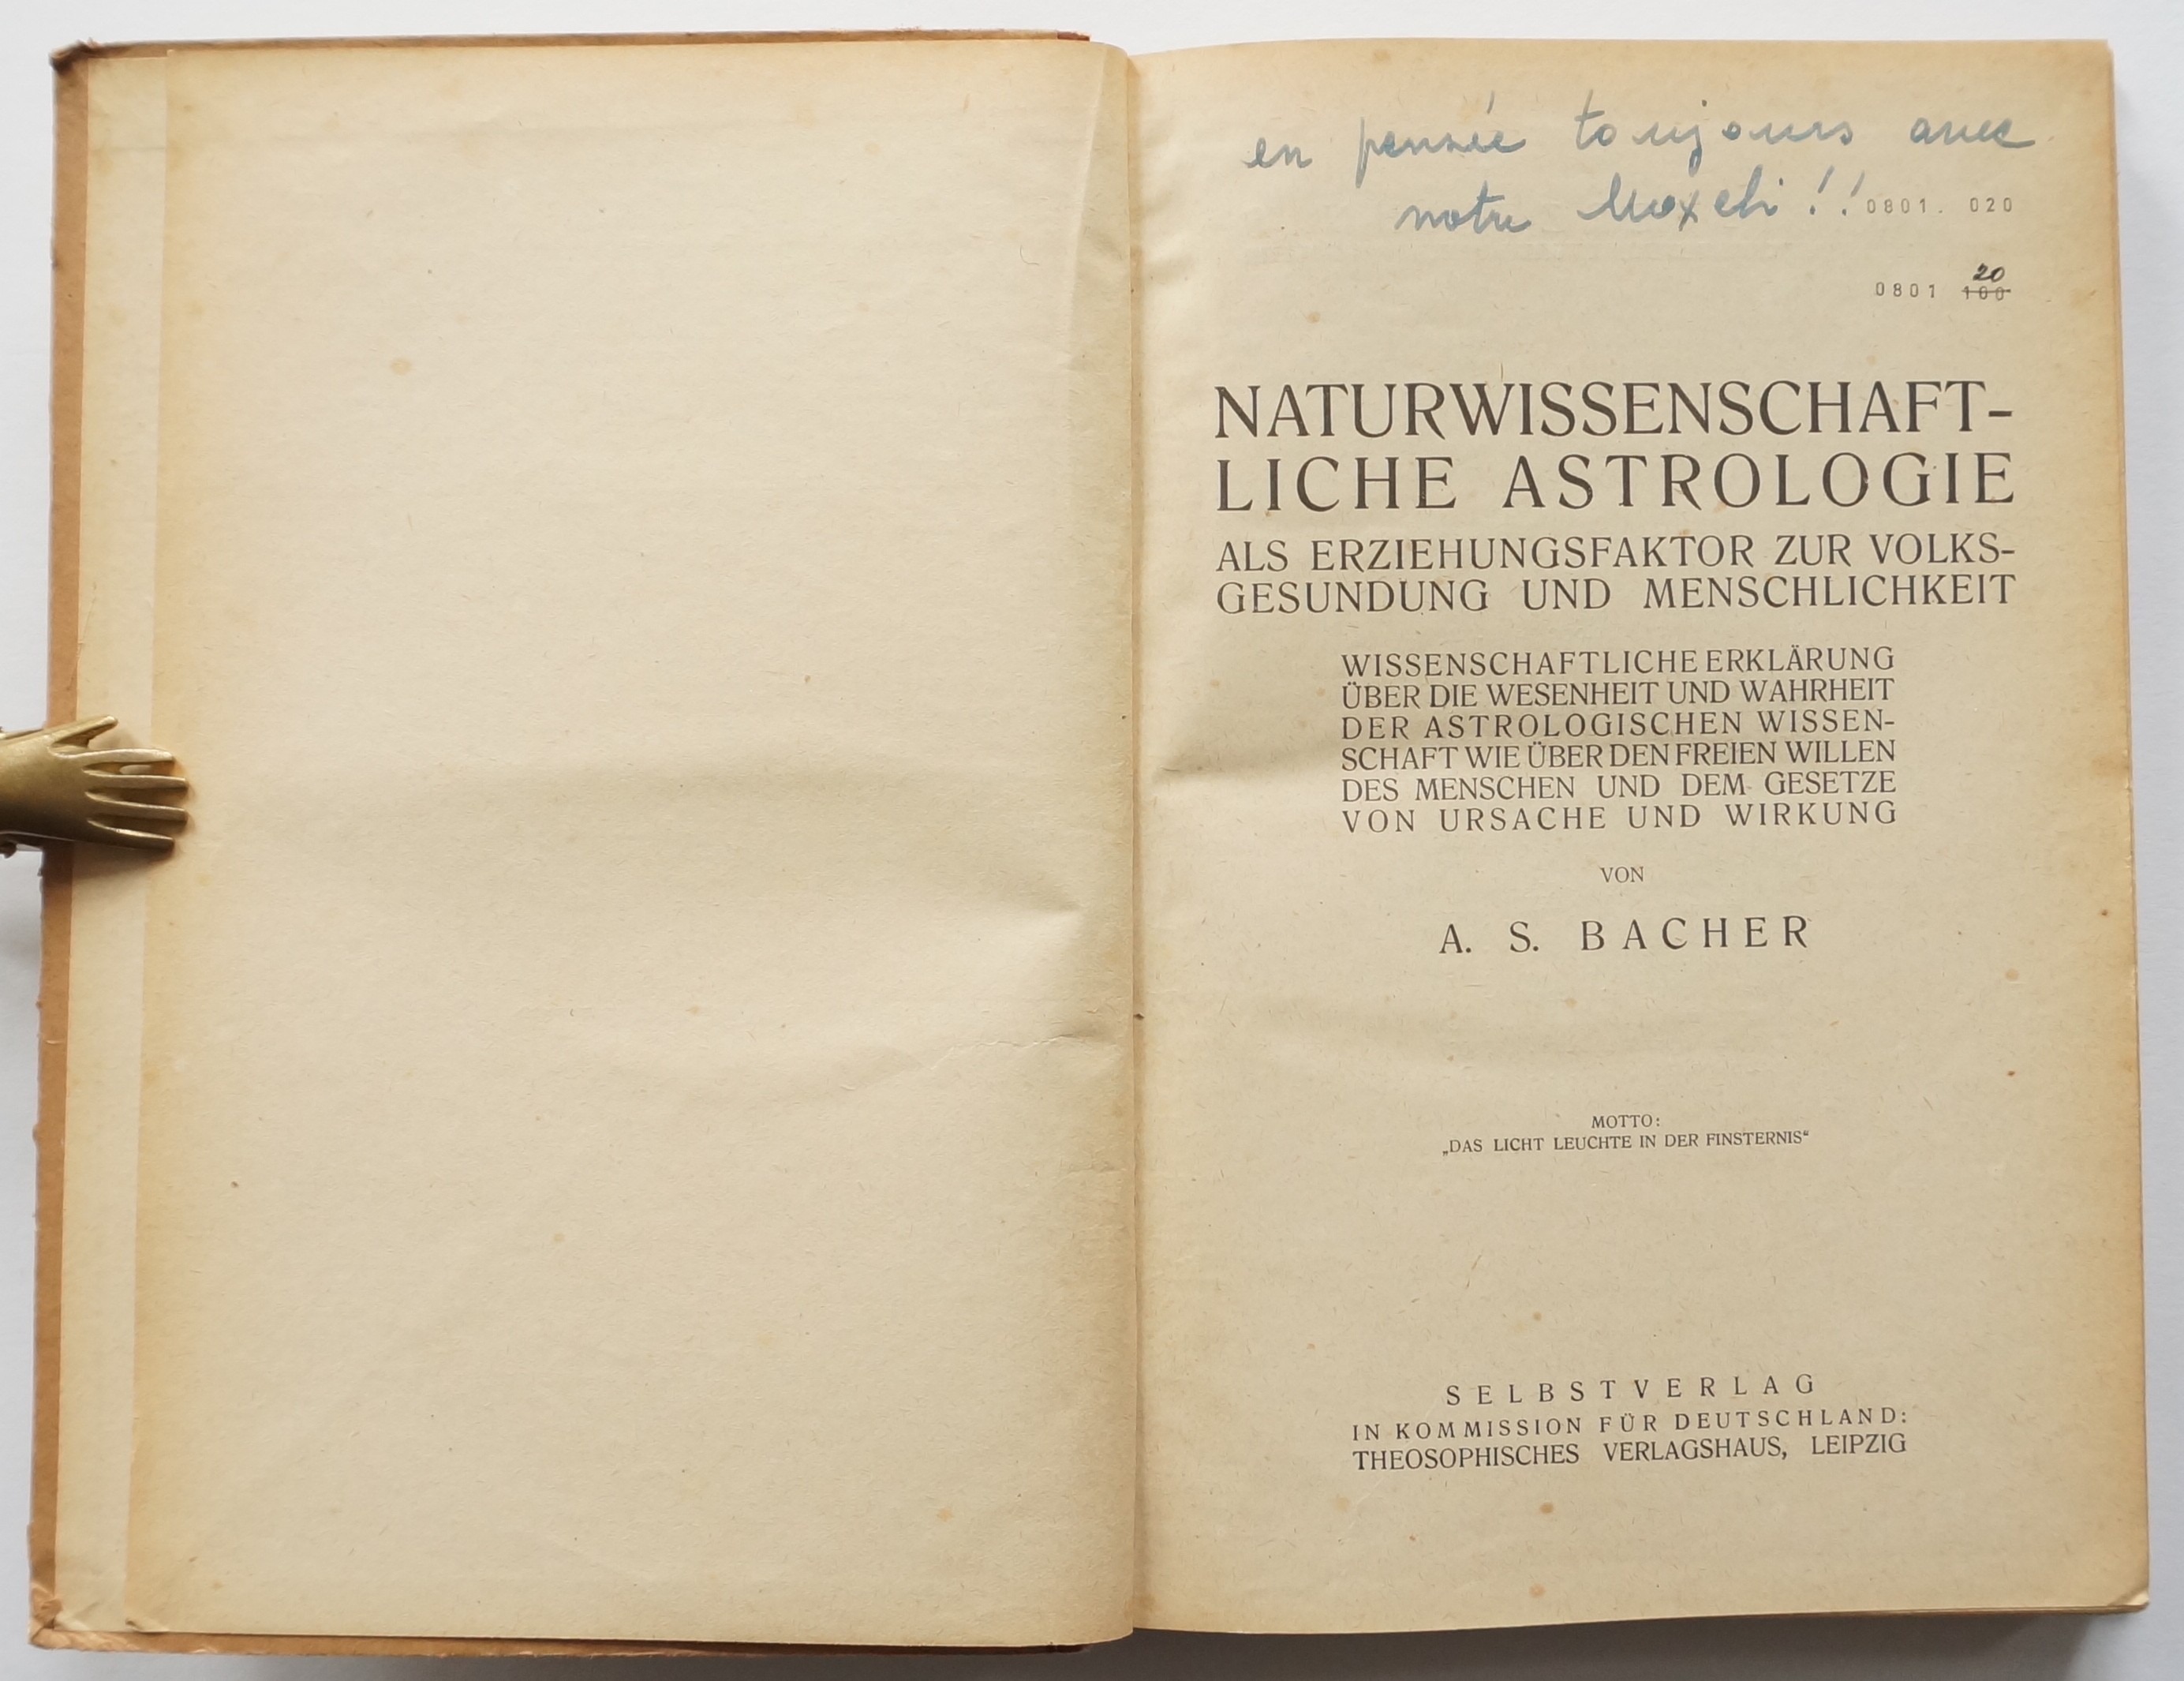 en pensée toujours avec
notre Moxeli !! 0801. 020
20
0801 100
NATURWISSENSCHAFT-
LICHE ASTROLOGIE
ALS ERZIEHUNGSFAKTOR ZUR VOLKS-
GESUNDUNG UND MENSCHLICHKEIT
WISSENSCHAFTLICHE ERKLÄRUNG
ÜBER DIE WESENHEIT UND WAHRHEIT
DER ASTROLOGISCHEN WISSEN-
SCHAFT WIE ÜBER DEN FREIEN WILLEN
DES MENSCHEN UND DEM GESETZE
VON URSACHE UND WIRKUNG
VON
A. S. BACHER
MOTTO:
„DAS LICHT LEUCHTE IN DER FINSTERNIS“
SELBSTVERLAG
IN KOMMISSION FÜR DEUTSCHLAND:
THEOSOPHISCHES VERLAGSHAUS, LEIPZIG